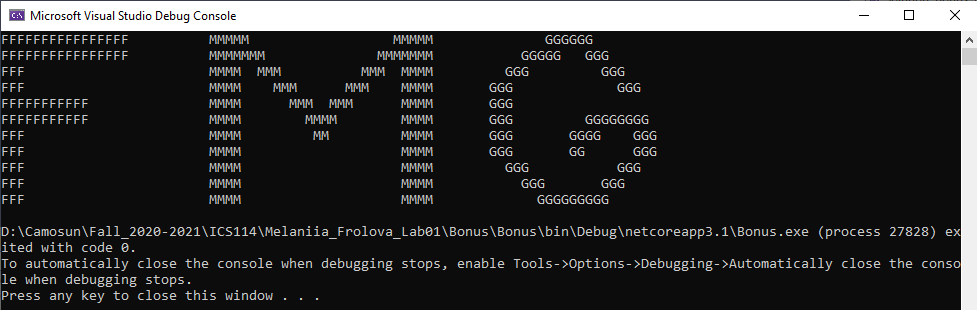 Microsoft Visual Studio Debug Console
FFFFFFFFFFFFFFFF          MMMMM                  MMMMM              GGGGGG
FFFFFFFFFFFFFFFF          MMMMMMM              MMMMMMM           GGGGG   GGG
FFF                       MMMM  MMM          MMM  MMMM         GGG         GGG
FFF                       MMMM    MMM      MMM    MMMM       GGG             GGG
FFFFFFFFFFF               MMMM      MMM  MMM      MMMM       GGG
FFFFFFFFFFF               MMMM        MMMM        MMMM       GGG         GGGGGGGG
FFF                       MMMM         MM         MMMM       GGG       GGGG    GGG
FFF                       MMMM                    MMMM       GGG       GG      GGG
FFF                       MMMM                    MMMM         GGG           GGG
FFF                       MMMM                    MMMM           GGG       GGG
FFF                       MMMM                    MMMM             GGGGGGGGG
D:\Camosun\Fall_2020-2021\ICS114\Melaniia_Frolova_Lab01\Bonus\Bonus\bin\Debug\netcoreapp3.1\Bonus.exe (process 27828) ex
ited with code 0.
To automatically close the console when debugging stops, enable Tools->Options->Debugging->Automatically close the conso
le when debugging stops.
Press any key to close this window . . .